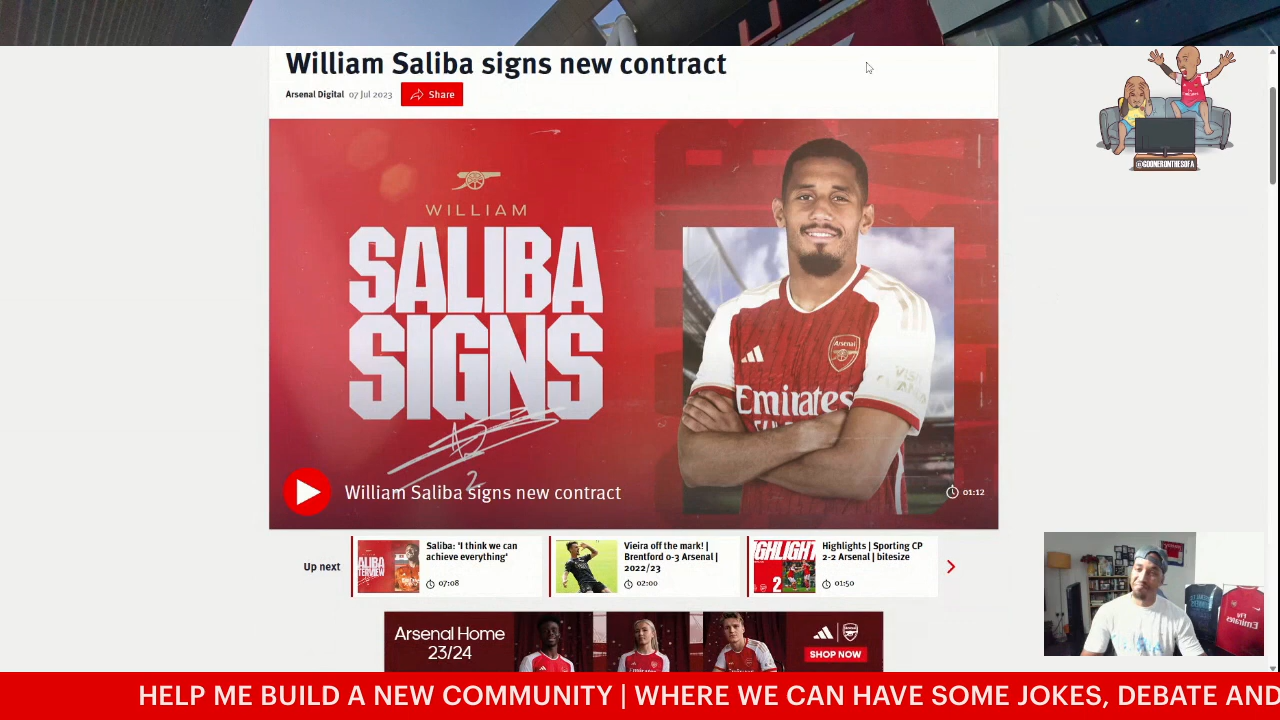 William Saliba signs new contract
Arsenal Digital 07 Jul 2023 Share
WILLIAM
SALIBA
SIGNS
Arsenal
Emirates
2
William Saliba signs new contract
01:12
@GOONERONTHESOFA
Up next
Saliba: 'I think we can
achieve everything'
07:08
Vieira off the mark! |
Brentford 0-3 Arsenal |
2022/23
02:00
Highlights | Sporting CP
2-2 Arsenal | bitesize
01:50
Arsenal Home
23/24
SHOP NOW
HELP ME BUILD A NEW COMMUNITY | WHERE WE CAN HAVE SOME JOKES, DEBATE AND